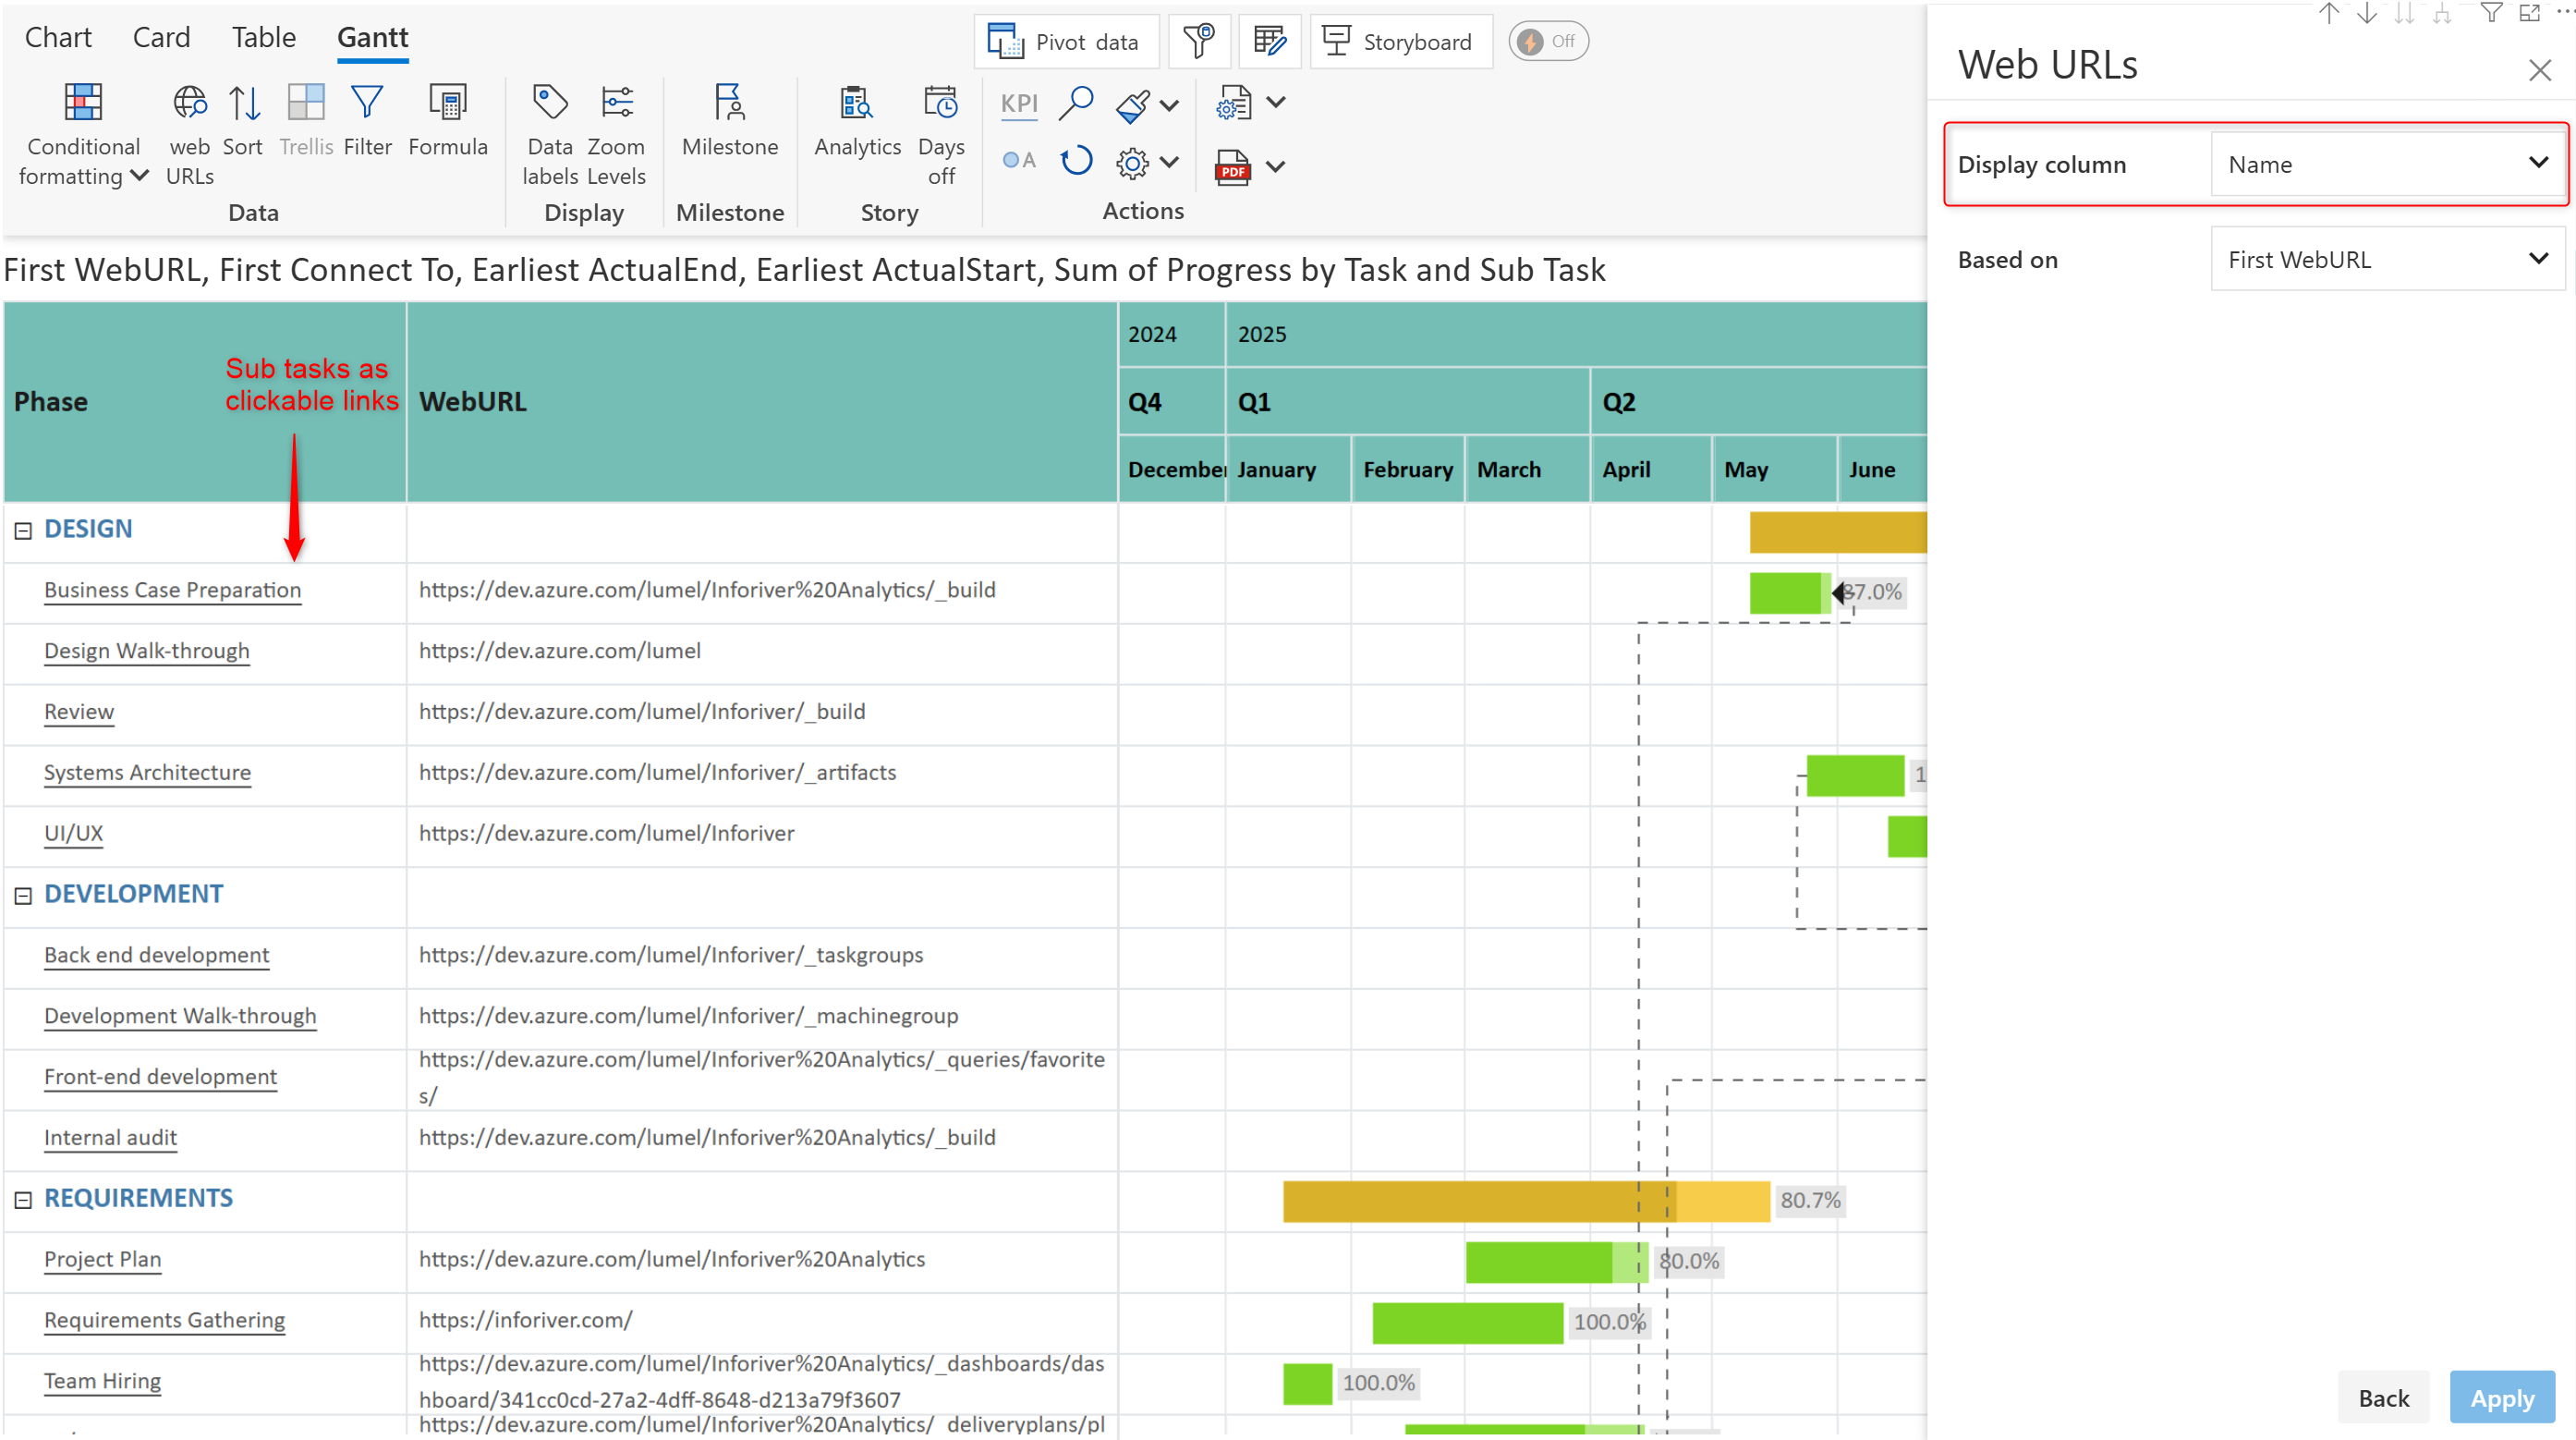 Chart Card Table Gantt
Pivot data Storyboard Off
Conditional formatting
web URLs
Sort
Trellis
Filter
Formula
Data labels
Zoom Levels
Milestone
Analytics
Days off
KPI
A
PDF
Data Display Milestone Story Actions
First WebURL, First Connect To, Earliest ActualEnd, Earliest ActualStart, Sum of Progress by Task and Sub Task
Phase
Sub tasks as
clickable links
WebURL
2024 2025
Q4 Q1 Q2
December January February March April May June
DESIGN
Business Case Preparation https://dev.azure.com/lumel/Inforiver%20Analytics/_build 87.0%
Design Walk-through https://dev.azure.com/lumel
Review https://dev.azure.com/lumel/Inforiver/_build
Systems Architecture https://dev.azure.com/lumel/Inforiver/_artifacts 1
UI/UX https://dev.azure.com/lumel/Inforiver
DEVELOPMENT
Back end development https://dev.azure.com/lumel/Inforiver/_taskgroups
Development Walk-through https://dev.azure.com/lumel/Inforiver/_machinegroup
Front-end development https://dev.azure.com/lumel/Inforiver%20Analytics/_queries/favorite
s/
Internal audit https://dev.azure.com/lumel/Inforiver%20Analytics/_build
REQUIREMENTS 80.7%
Project Plan https://dev.azure.com/lumel/Inforiver%20Analytics 80.0%
Requirements Gathering https://inforiver.com/ 100.0%
Team Hiring https://dev.azure.com/lumel/Inforiver%20Analytics/_dashboards/das
hboard/341cc0cd-27a2-4dff-8648-d213a79f3607 100.0%
https://dev.azure.com/lumel/Inforiver%20Analytics/_deliveryplans/pl
Web URLs
Display column Name
Based on First WebURL
Back Apply